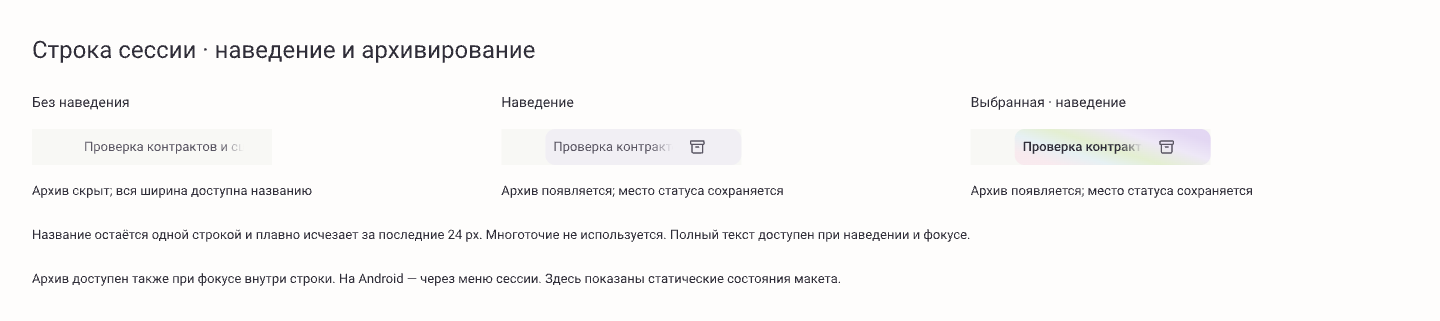 Строка сессии · наведение и архивирование
Без наведения
Наведение
Выбранная · наведение
Проверка контрактов и
Проверка контракт
Проверка контракт
Архив скрыт; вся ширина доступна названию
Архив появляется; место статуса сохраняется
Архив появляется; место статуса сохраняется
Название остаётся одной строкой и плавно исчезает за последние 24 px. Многоточие не используется. Полный текст доступен при наведении и фокусе.
Архив доступен также при фокусе внутри строки. На Android — через меню сессии. Здесь показаны статические состояния макета.